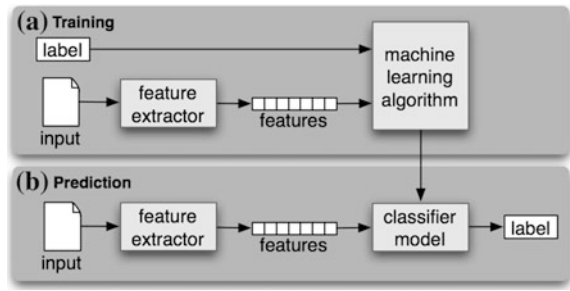 (a) Training
label
machine
learning
algorithm
feature
extractor
features
input
(b) Prediction
feature
extractor
features
input
classifier
model
label